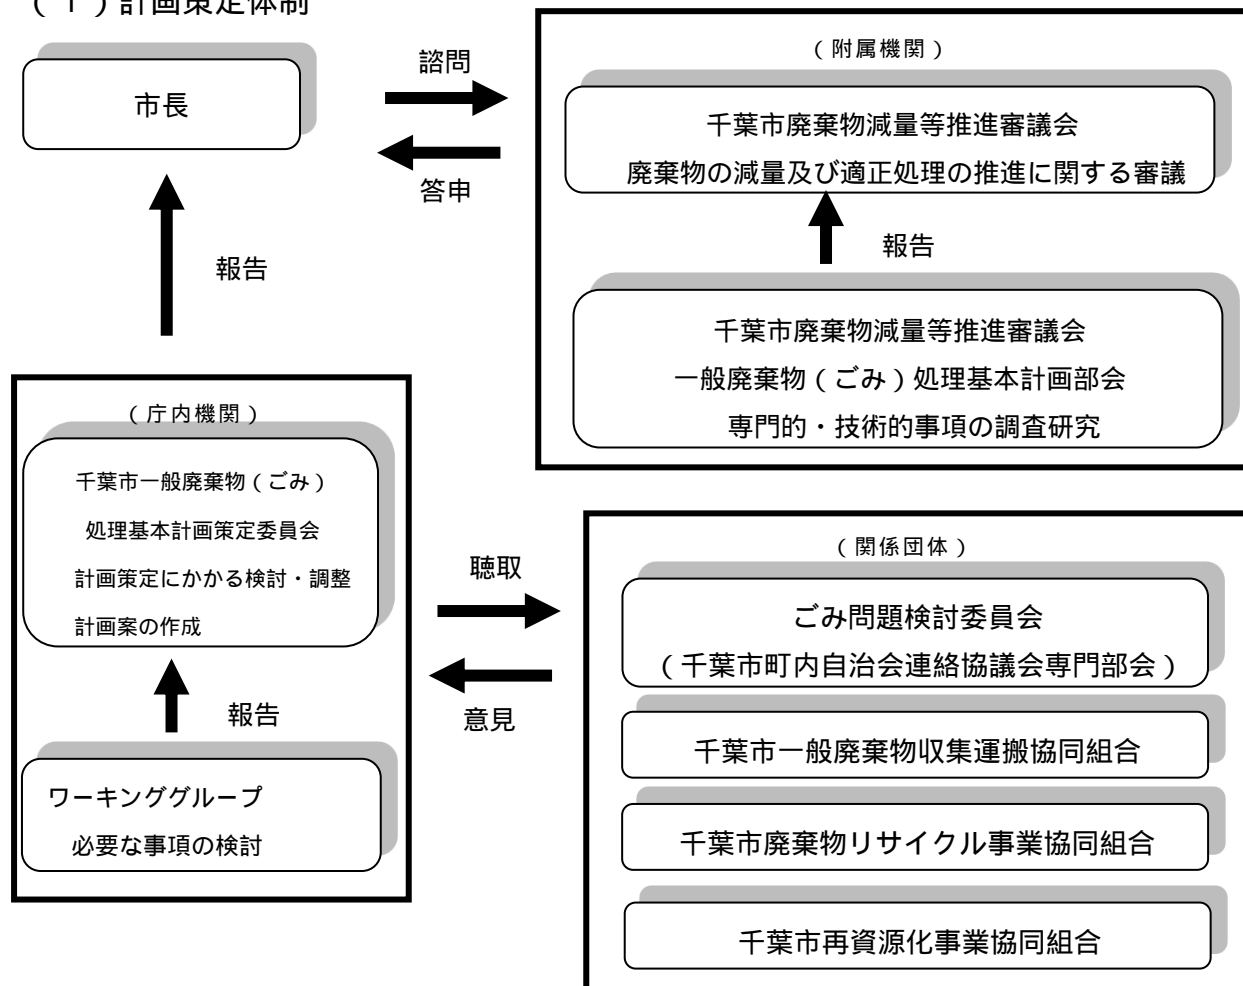 （１）計画策定体制
市長
諮問
答申
報告
（附属機関）
千葉市廃棄物減量等推進審議会
廃棄物の減量及び適正処理の推進に関する審議
報告
千葉市廃棄物減量等推進審議会
一般廃棄物（ごみ）処理基本計画部会
専門的・技術的事項の調査研究
（庁内機関）
千葉市一般廃棄物（ごみ）
処理基本計画策定委員会
計画策定にかかる検討・調整
計画案の作成
報告
ワーキンググループ
必要な事項の検討
聴取
意見
（関係団体）
ごみ問題検討委員会
（千葉市町内自治会連絡協議会専門部会）
千葉市一般廃棄物収集運搬協同組合
千葉市廃棄物リサイクル事業協同組合
千葉市再資源化事業協同組合